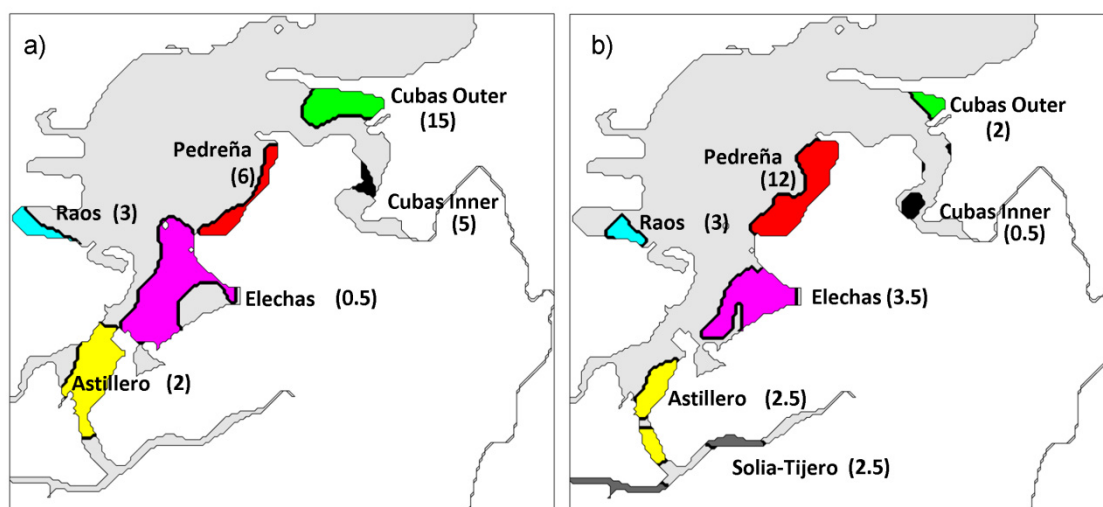 a)
Cubas Outer
(15)
Pedreña
(6)
Raos (3)
Cubas Inner
(5)
Elechas (0.5)
Astillero (2)
b)
Cubas Outer
(2)
Pedreña
(12)
Raos (3)
Cubas Inner
(0.5)
Elechas (3.5)
Astillero (2.5)
Solia-Tijero (2.5)